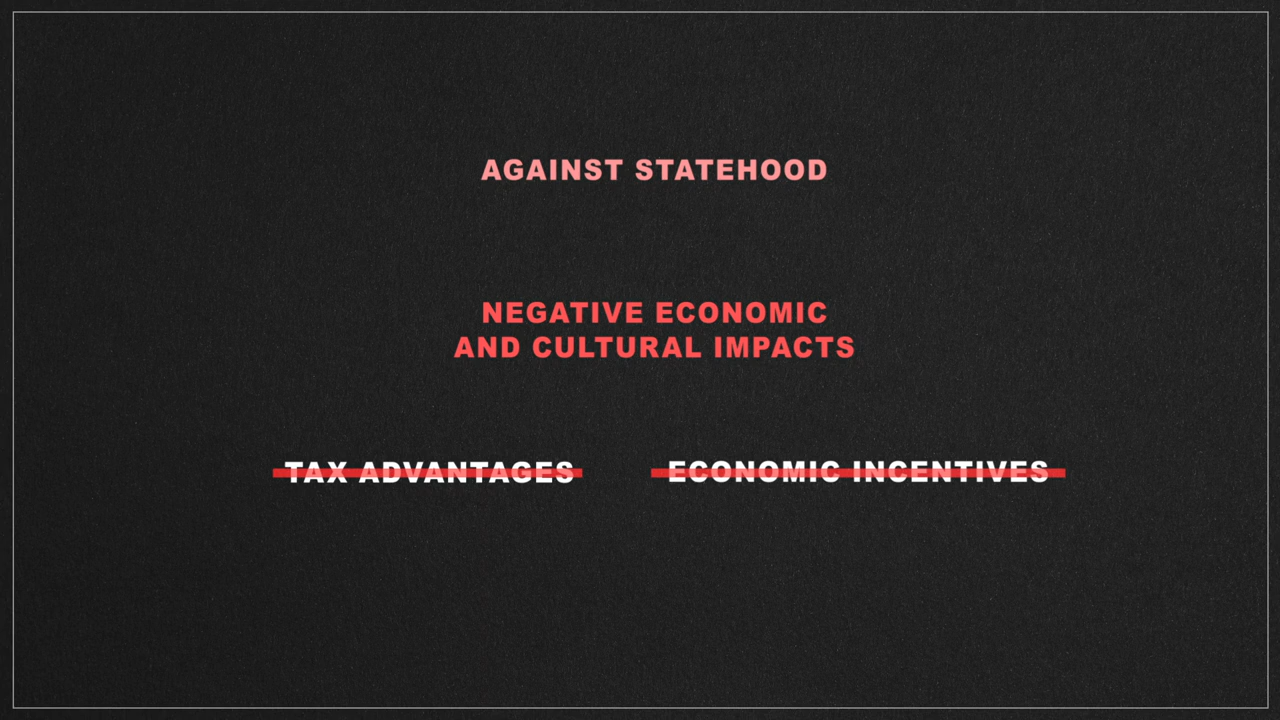 AGAINST STATEHOOD
NEGATIVE ECONOMIC
AND CULTURAL IMPACTS
TAX ADVANTAGES
ECONOMIC INCENTIVES